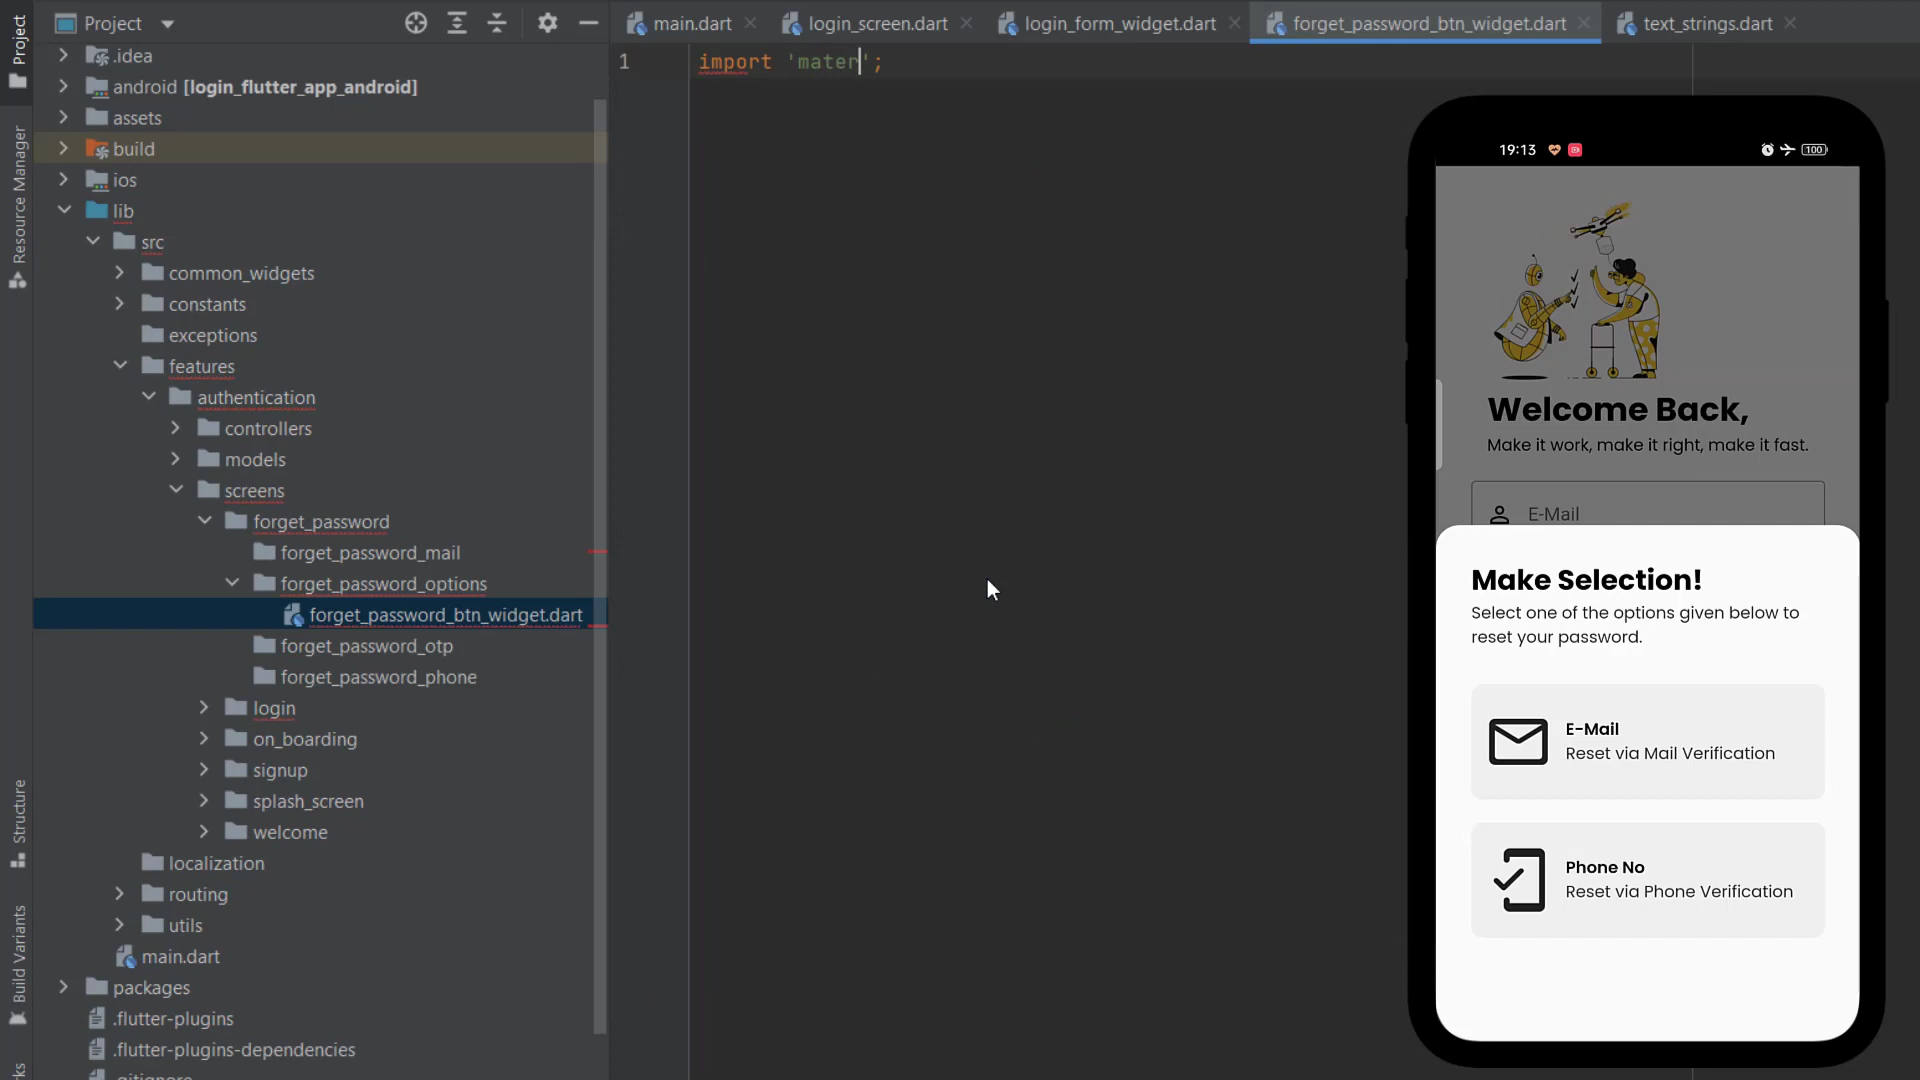 Project
Resource Manager
Structure
Build Variants
Project
.idea
android [login_flutter_app_android]
assets
build
ios
lib
src
common_widgets
constants
exceptions
features
authentication
controllers
models
screens
forget_password
forget_password_mail
forget_password_options
forget_password_btn_widget.dart
forget_password_otp
forget_password_phone
login
on_boarding
signup
splash_screen
welcome
localization
routing
utils
main.dart
packages
.flutter-plugins
.flutter-plugins-dependencies
.gitignore
main.dart
login_screen.dart
login_form_widget.dart
forget_password_btn_widget.dart
text_strings.dart
1 import 'mater';
19:13
100
Welcome Back,
Make it work, make it right, make it fast.
E-Mail
Make Selection!
Select one of the options given below to
reset your password.
E-Mail
Reset via Mail Verification
Phone No
Reset via Phone Verification